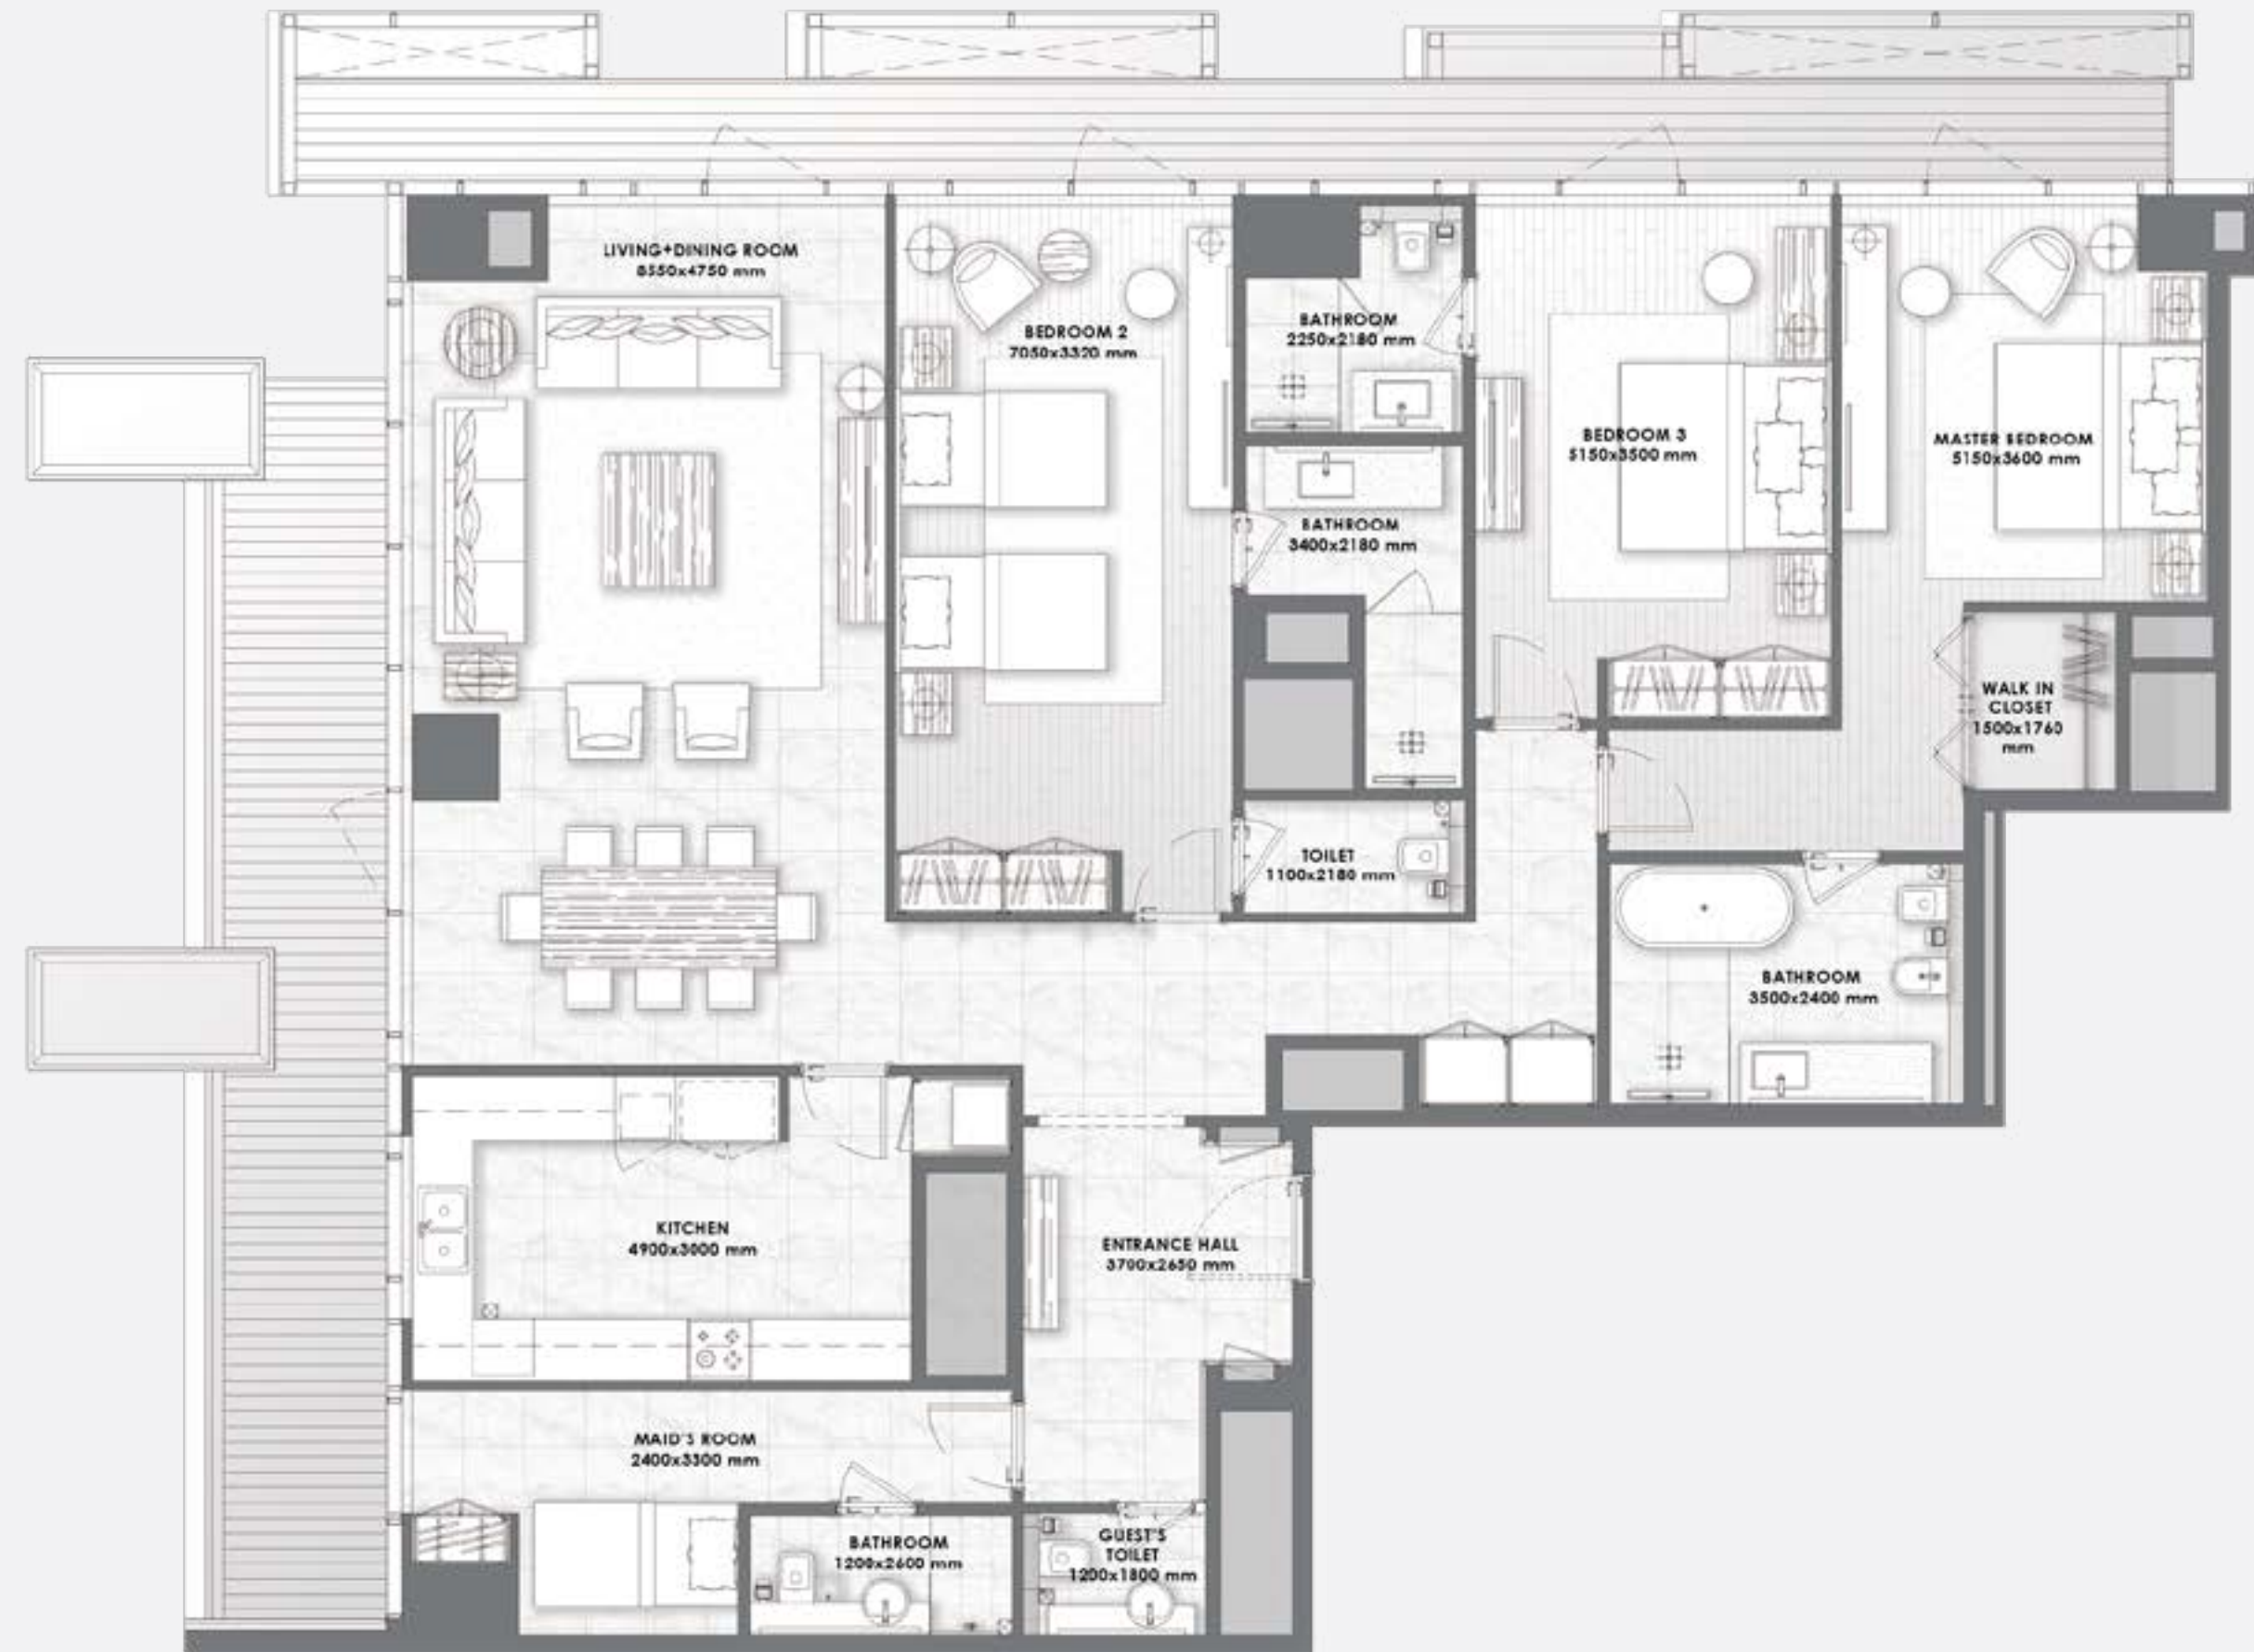 LIVING+DINING ROOM
8550x4750 mm
BEDROOM 2
7050x3320 mm
BATHROOM
2250x2180 mm
BEDROOM 3
5150x3500 mm
MASTER BEDROOM
5150x3600 mm
BATHROOM
3400x2180 mm
WALK IN
CLOSET
1500x1760
mm
TOILET
1100x2180 mm
BATHROOM
3500x2400 mm
KITCHEN
4900x3000 mm
ENTRANCE HALL
3700x2650 mm
MAID'S ROOM
2400x3300 mm
BATHROOM
1200x2600 mm
GUEST'S
TOILET
1200x1800 mm